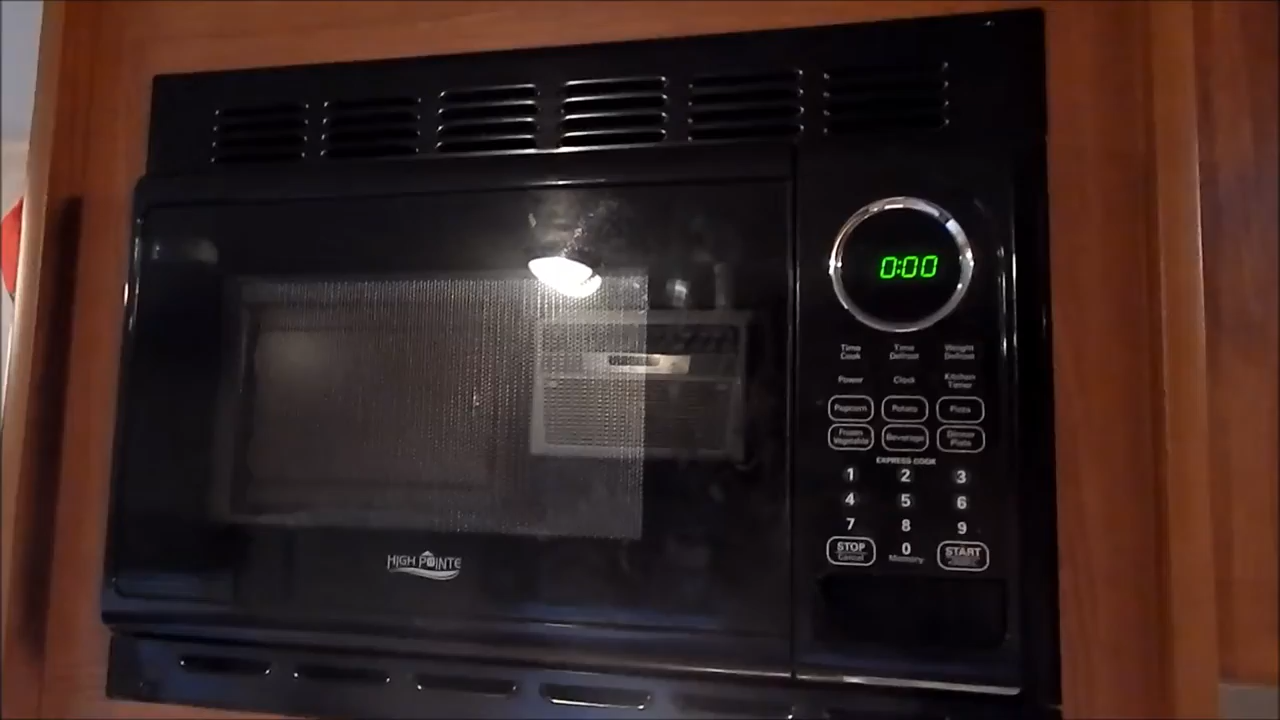 0:00
Time Cook Time Defrost Weight Defrost
Power Clock Kitchen Timer
Popcorn Potato Pizza
Frozen Vegetable Beverage Dinner Plate
EXPRESS COOK
1 2 3
4 5 6
7 8 9
STOP Cancel 0 Memory START
HIGH POINTE